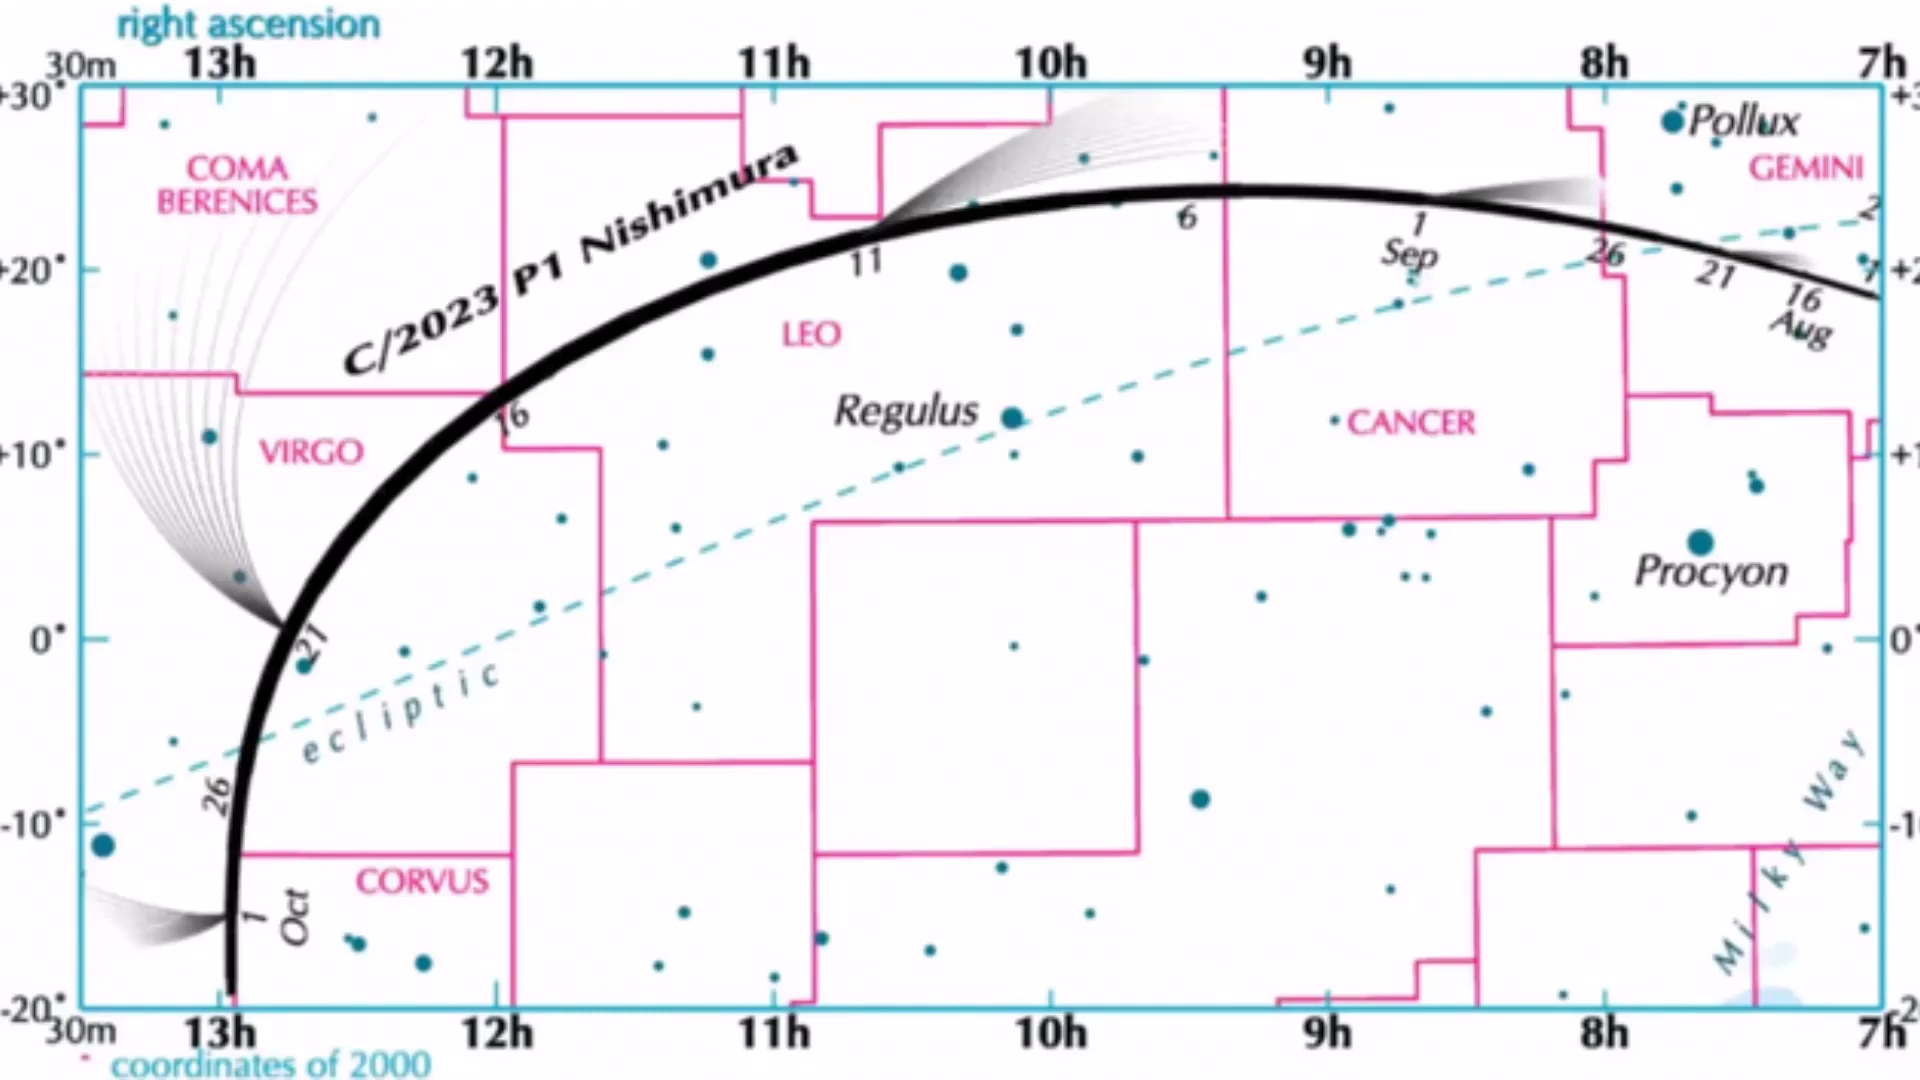 right ascension
30m 13h 12h 11h 10h 9h 8h 7h
+30°
Pollux
COMA
BERENICES
GEMINI
C/2023 P1 Nishimura
6
1
Sep
26
21
16
Aug
11
+20°
LEO
16
Regulus
CANCER
VIRGO
+10°
Procyon
0°
21
ecliptic
26
-10°
Milky Way
CORVUS
1
Oct
-20°
30m 13h 12h 11h 10h 9h 8h 7h
coordinates of 2000